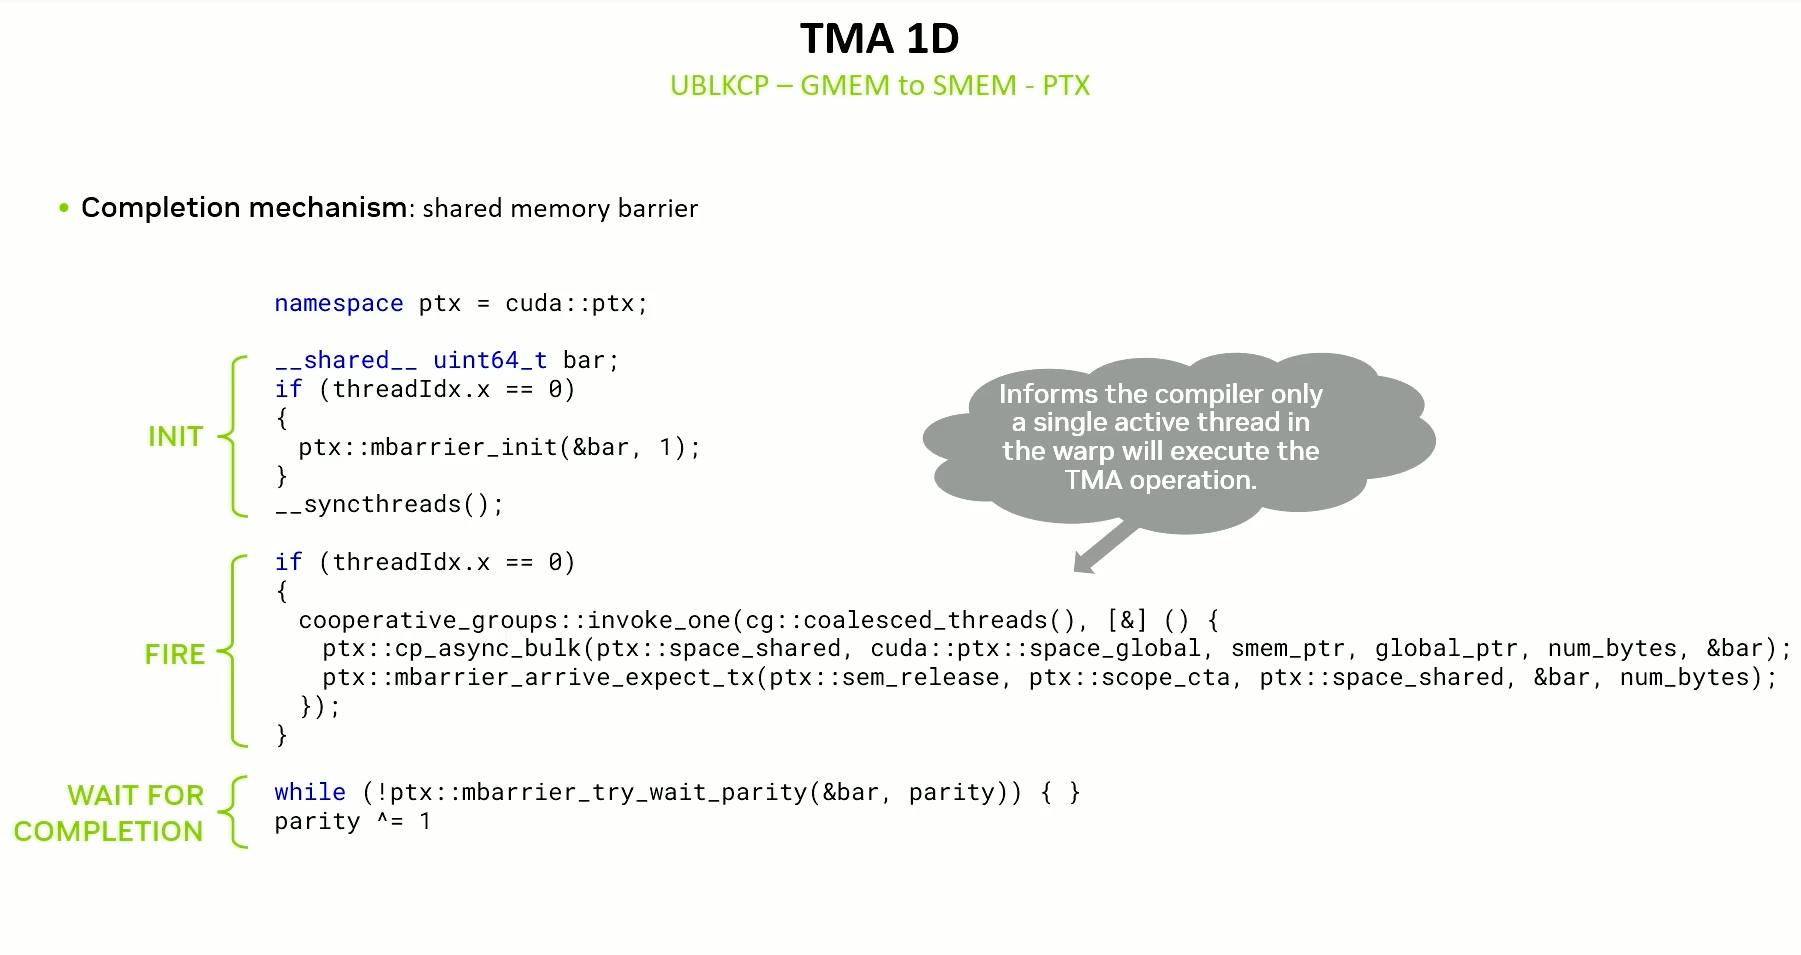 TMA 1D
UBLKCP – GMEM to SMEM - PTX
• Completion mechanism: shared memory barrier
namespace ptx = cuda::ptx;
INIT
__shared__ uint64_t bar;
if (threadIdx.x == 0)
{
ptx::mbarrier_init(&bar, 1);
}
__syncthreads();
Informs the compiler only
a single active thread in
the warp will execute the
TMA operation.
FIRE
if (threadIdx.x == 0)
{
cooperative_groups::invoke_one(cg::coalesced_threads(), [&] () {
ptx::cp_async_bulk(ptx::space_shared, cuda::ptx::space_global, smem_ptr, global_ptr, num_bytes, &bar);
ptx::mbarrier_arrive_expect_tx(ptx::sem_release, ptx::scope_cta, ptx::space_shared, &bar, num_bytes);
});
}
WAIT FOR
COMPLETION
while (!ptx::mbarrier_try_wait_parity(&bar, parity)) { }
parity ^= 1